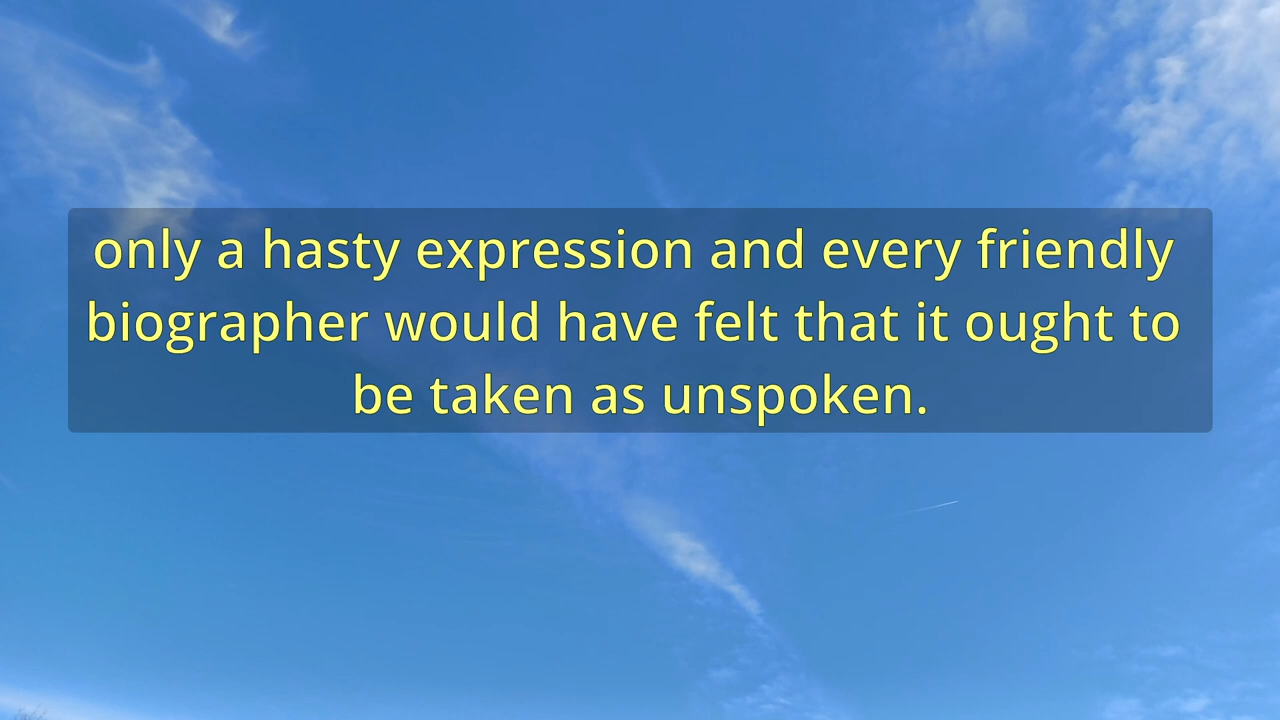 only a hasty expression and every friendly
biographer would have felt that it ought to
be taken as unspoken.